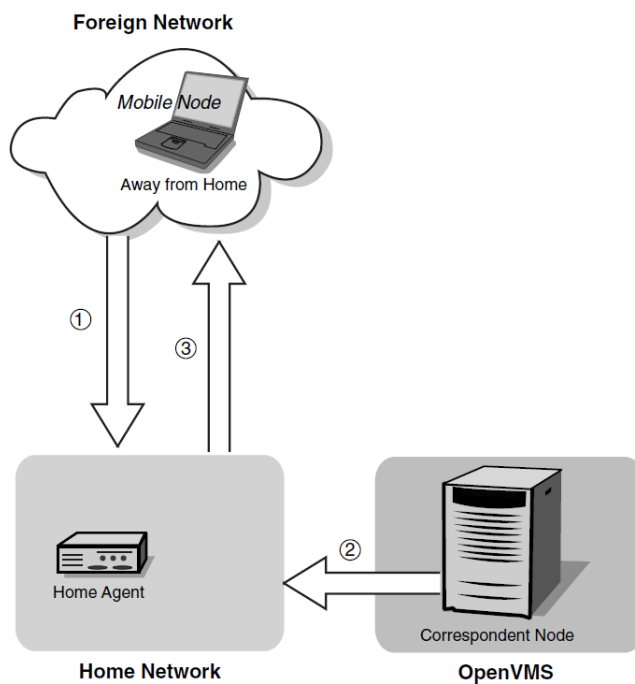 Foreign Network
Mobile Node
Away from Home
①
③
②
Home Agent
Correspondent Node
Home Network
OpenVMS